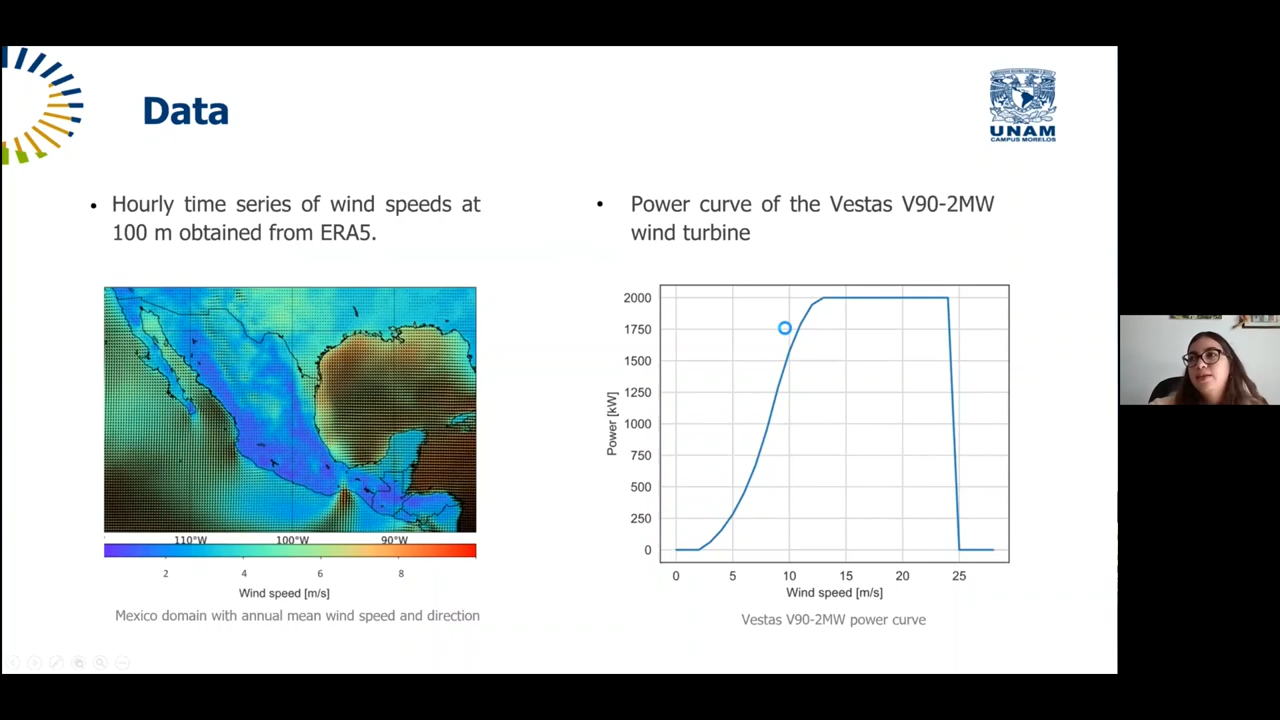 Data
UNAM
CAMPUS MORELOS
• Hourly time series of wind speeds at
100 m obtained from ERA5.
• Power curve of the Vestas V90-2MW
wind turbine
110°W 100°W 90°W
2 4 6 8
Wind speed [m/s]
Mexico domain with annual mean wind speed and direction
2000
1750
1500
1250
1000
750
500
250
0
Power [kW]
0 5 10 15 20 25
Wind speed [m/s]
Vestas V90-2MW power curve